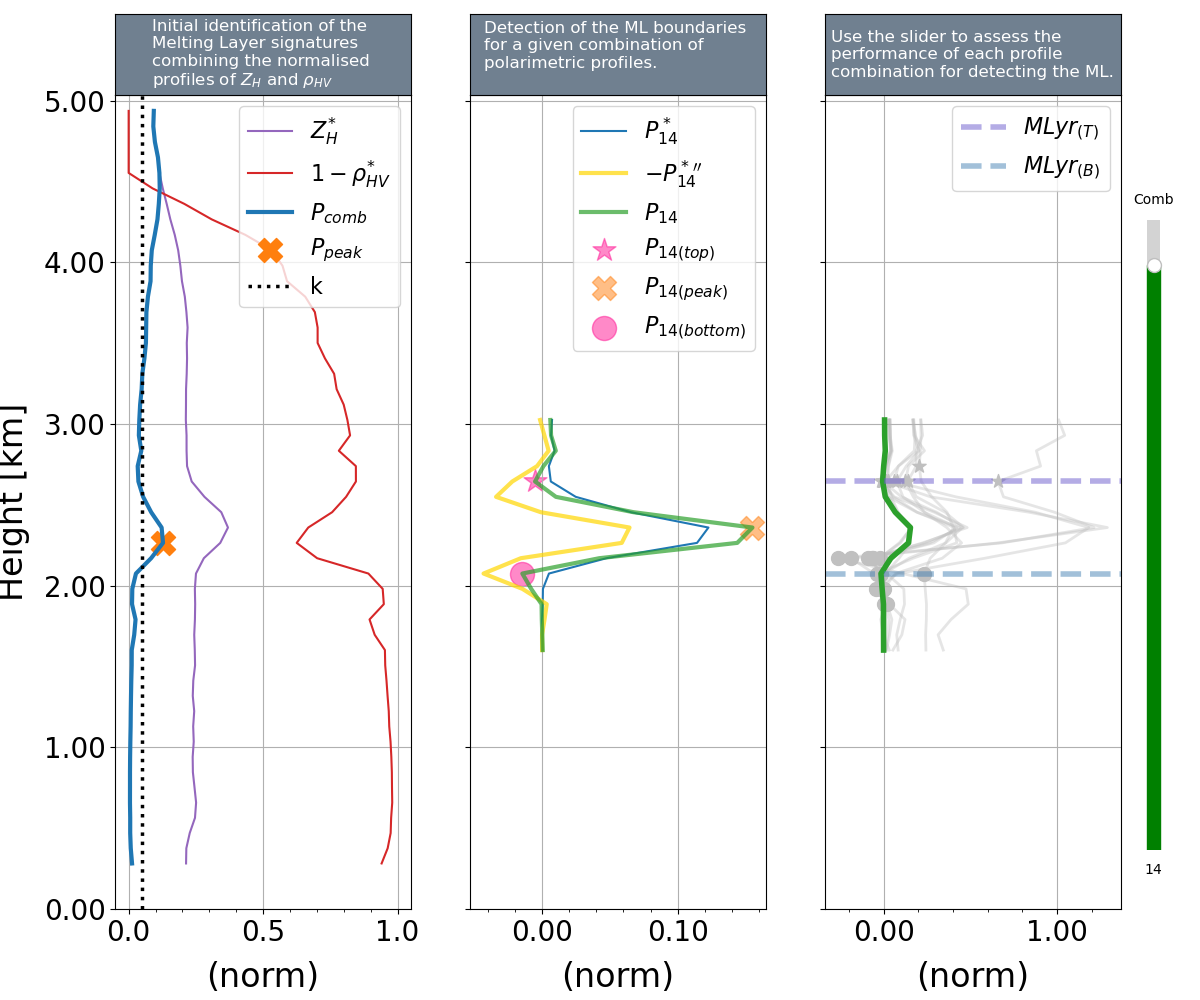 Initial identification of the
Melting Layer signatures
combining the normalised
profiles of Z_H and ρ_HV
Detection of the ML boundaries
for a given combination of
polarimetric profiles.
Use the slider to assess the
performance of each profile
combination for detecting the ML.
Z*_H
1 − ρ*_HV
P_comb
P_peak
k
P*_14
−P*″_14
P_14
P_14(top)
P_14(peak)
P_14(bottom)
MLyr_(T)
MLyr_(B)
Comb
14
Height [km]
5.00
4.00
3.00
2.00
1.00
0.00
0.0
0.5
1.0
(norm)
0.00
0.10
(norm)
0.00
1.00
(norm)